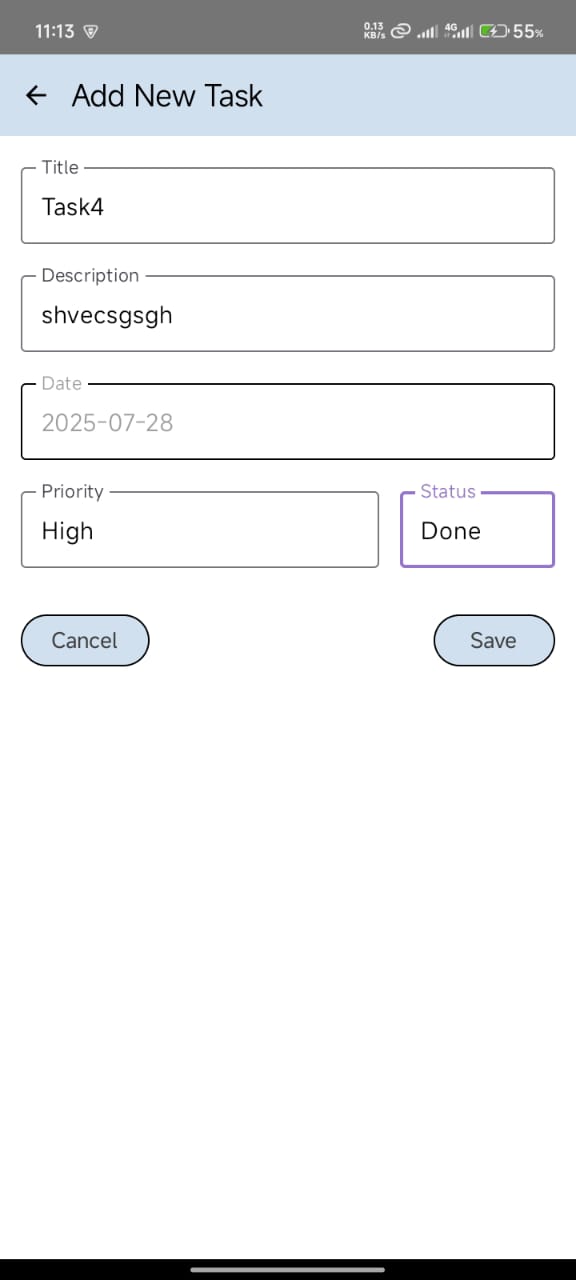 11:13 0.13 KB/s 4G 55%
Add New Task
Title
Task4
Description
shvecsgsgh
Date
2025-07-28
Priority Status
High Done
Cancel Save